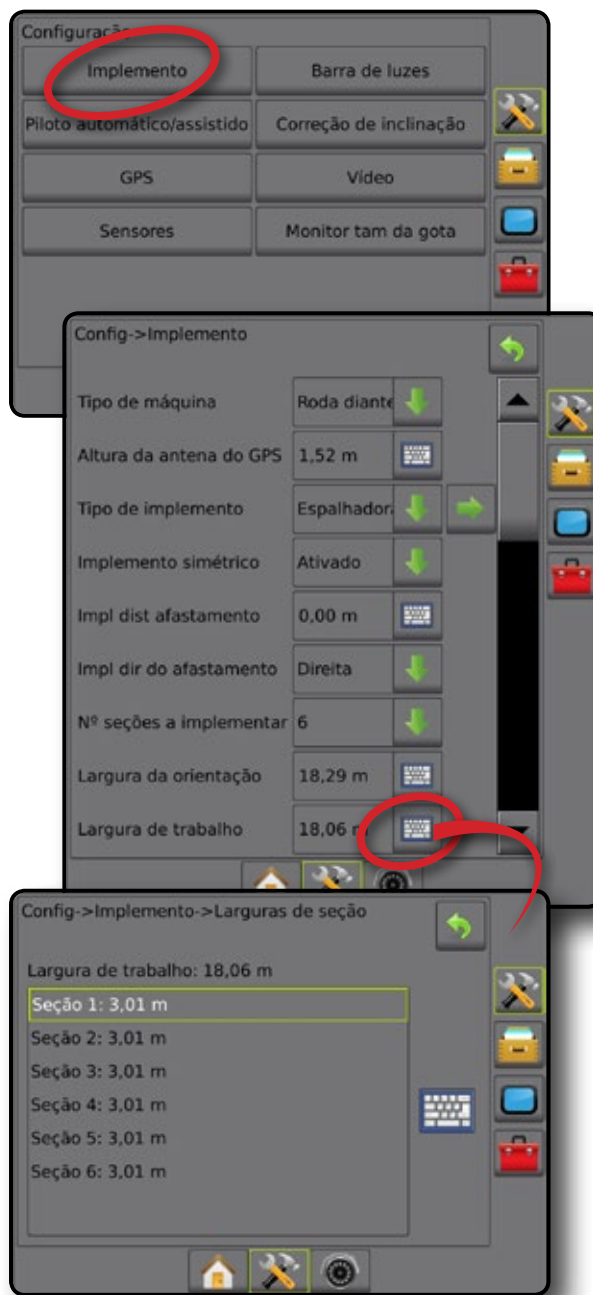 Configuração
Implemento
Barra de luzes
Piloto automático/assistido
Correção de inclinação
GPS
Vídeo
Sensores
Monitor tam da gota
Config->Implemento
Tipo de máquina Roda diante
Altura da antena do GPS 1,52 m
Tipo de implemento Espalhador
Implemento simétrico Ativado
Impl dist afastamento 0,00 m
Impl dir do afastamento Direita
Nº seções a implementar 6
Largura da orientação 18,29 m
Largura de trabalho 18,06 m
Config->Implemento->Larguras de seção
Largura de trabalho: 18,06 m
Seção 1: 3,01 m
Seção 2: 3,01 m
Seção 3: 3,01 m
Seção 4: 3,01 m
Seção 5: 3,01 m
Seção 6: 3,01 m